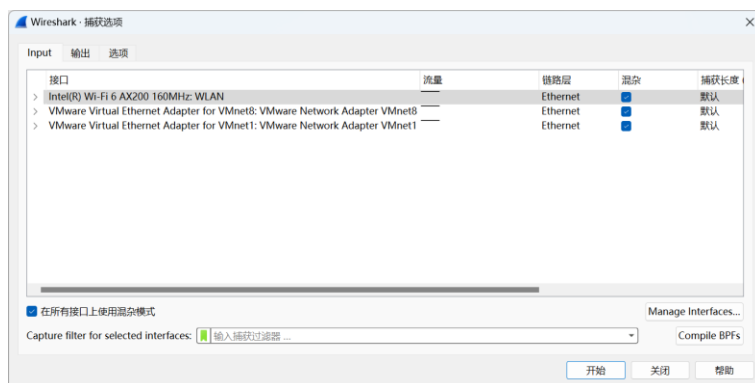 Wireshark · 捕获选项
Input 输出 选项
接口 流量 链路层 混杂 捕获长度
Intel(R) Wi-Fi 6 AX200 160MHz: WLAN Ethernet 默认
VMware Virtual Ethernet Adapter for VMnet8: VMware Network Adapter VMnet8 Ethernet 默认
VMware Virtual Ethernet Adapter for VMnet1: VMware Network Adapter VMnet1 Ethernet 默认
在所有接口上使用混杂模式 Manage Interfaces...
Capture filter for selected interfaces: 输入捕获过滤器 ... Compile BPFs
开始 关闭 帮助